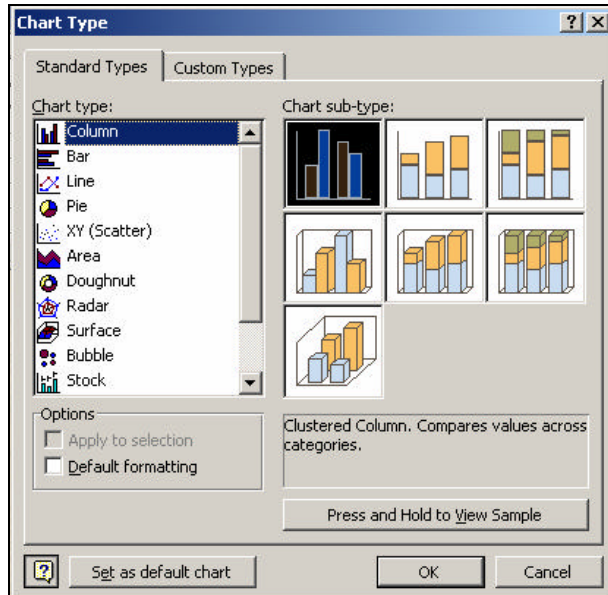 Chart Type
Standard Types
Custom Types
Chart type:
Column
Bar
Line
Pie
XY (Scatter)
Area
Doughnut
Radar
Surface
Bubble
Stock
Chart sub-type:
Clustered Column. Compares values across
categories.
Options
Apply to selection
Default formatting
Press and Hold to View Sample
Set as default chart
OK
Cancel